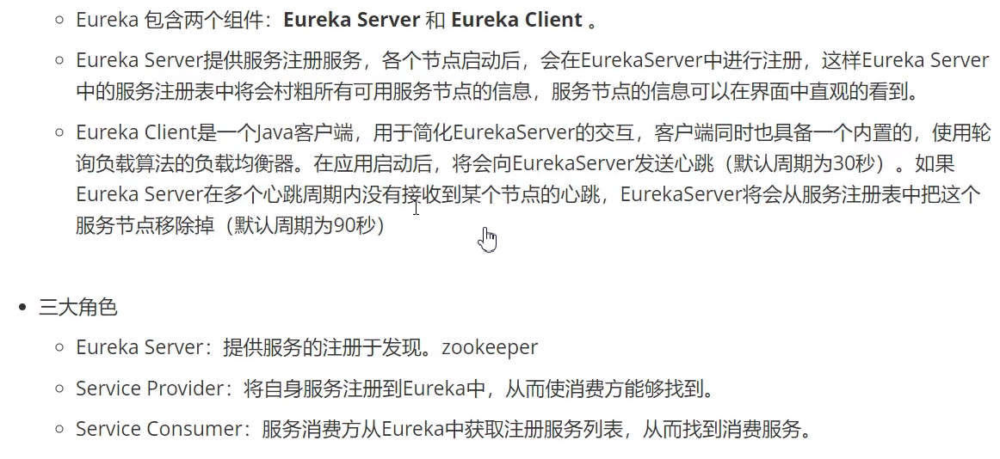 Eureka 包含两个组件：Eureka Server 和 Eureka Client 。
Eureka Server提供服务注册服务，各个节点启动后，会在EurekaServer中进行注册，这样Eureka Server
中的服务注册表中将会村粗所有可用服务节点的信息，服务节点的信息可以在界面中直观的看到。
Eureka Client是一个Java客户端，用于简化EurekaServer的交互，客户端同时也具备一个内置的，使用轮
询负载算法的负载均衡器。在应用启动后，将会向EurekaServer发送心跳（默认周期为30秒）。如果
Eureka Server在多个心跳周期内没有接收到某个节点的心跳，EurekaServer将会从服务注册表中把这个
服务节点移除掉（默认周期为90秒）
三大角色
Eureka Server：提供服务的注册于发现。zookeeper
Service Provider：将自身服务注册到Eureka中，从而使消费方能够找到。
Service Consumer：服务消费方从Eureka中获取注册服务列表，从而找到消费服务。